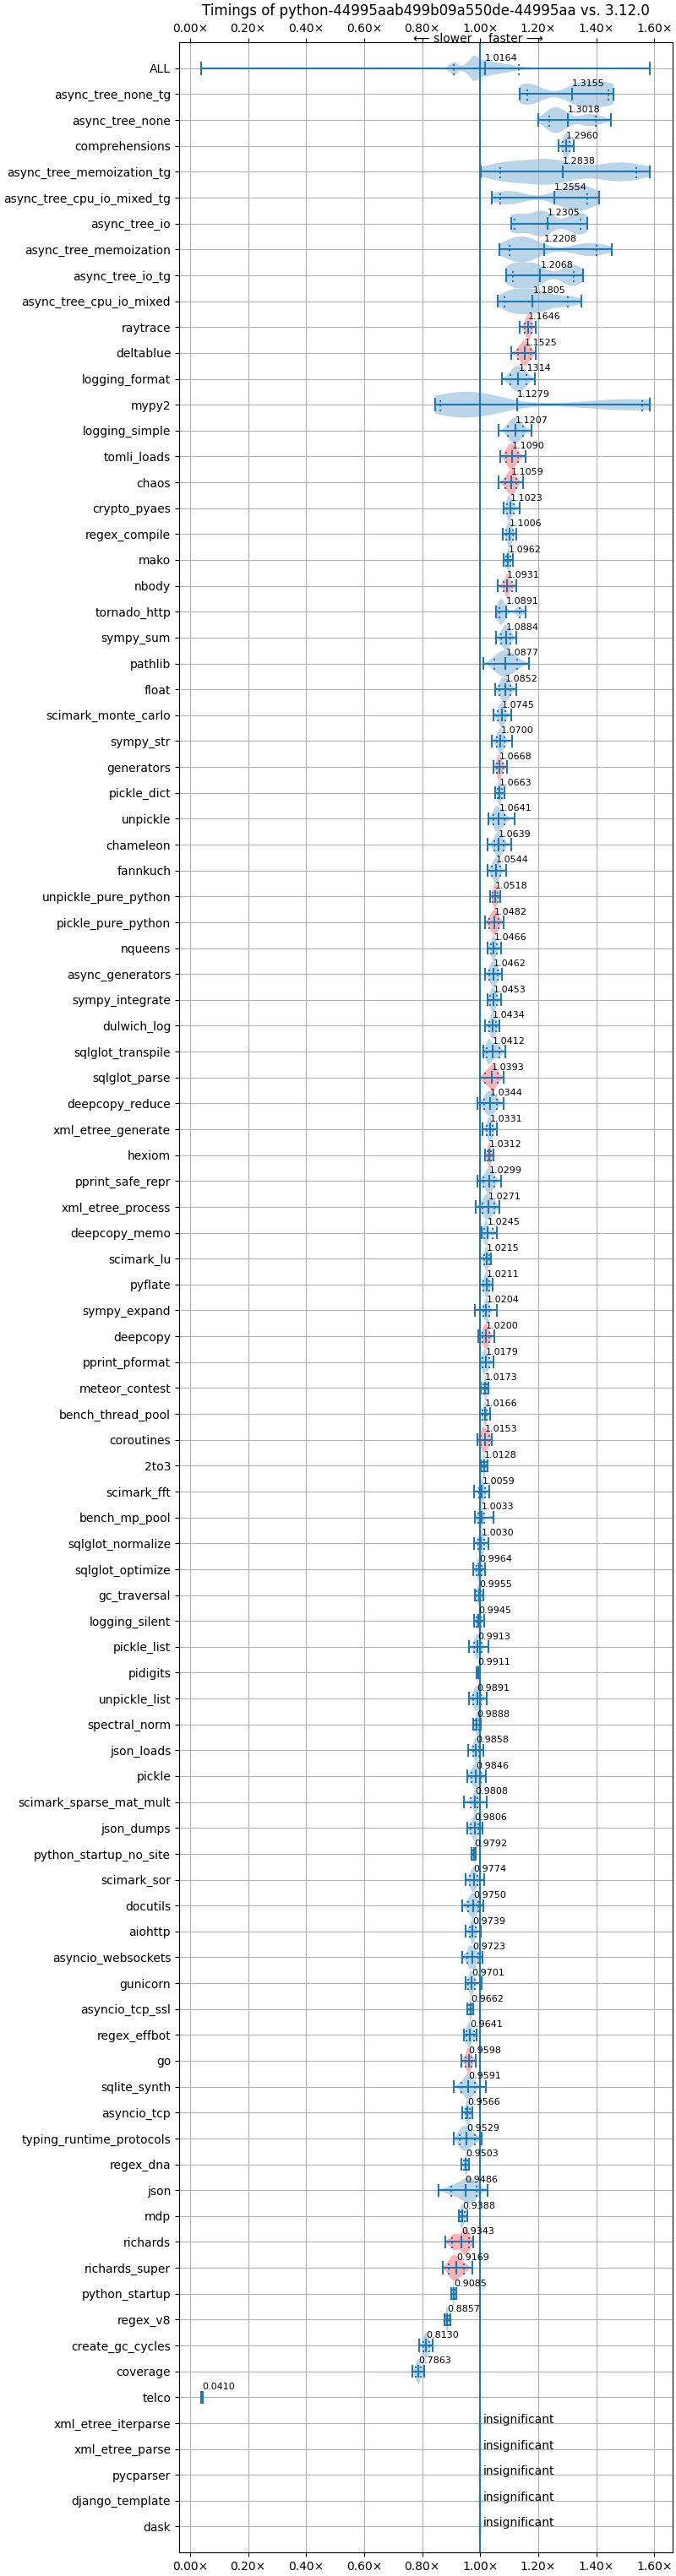 Timings of python-44995aab499b09a550de-44995aa vs. 3.12.0
0.00× 0.20× 0.40× 0.60× 0.80× 1.00× 1.20× 1.40× 1.60×
⟵ slower faster ⟶
ALL 1.0164
async_tree_none_tg 1.3155
async_tree_none 1.3018
comprehensions 1.2960
async_tree_memoization_tg 1.2838
async_tree_cpu_io_mixed_tg 1.2554
async_tree_io 1.2305
async_tree_memoization 1.2208
async_tree_io_tg 1.2068
async_tree_cpu_io_mixed 1.1805
raytrace 1.1646
deltablue 1.1525
logging_format 1.1314
mypy2 1.1279
logging_simple 1.1207
tomli_loads 1.1090
chaos 1.1059
crypto_pyaes 1.1023
regex_compile 1.1006
mako 1.0962
nbody 1.0931
tornado_http 1.0891
sympy_sum 1.0884
pathlib 1.0877
float 1.0852
scimark_monte_carlo 1.0745
sympy_str 1.0700
generators 1.0668
pickle_dict 1.0663
unpickle 1.0641
chameleon 1.0639
fannkuch 1.0544
unpickle_pure_python 1.0518
pickle_pure_python 1.0482
nqueens 1.0466
async_generators 1.0462
sympy_integrate 1.0453
dulwich_log 1.0434
sqlglot_transpile 1.0412
sqlglot_parse 1.0393
deepcopy_reduce 1.0344
xml_etree_generate 1.0331
hexiom 1.0312
pprint_safe_repr 1.0299
xml_etree_process 1.0271
deepcopy_memo 1.0245
scimark_lu 1.0215
pyflate 1.0211
sympy_expand 1.0204
deepcopy 1.0200
pprint_pformat 1.0179
meteor_contest 1.0173
bench_thread_pool 1.0166
coroutines 1.0153
2to3 1.0128
scimark_fft 1.0059
bench_mp_pool 1.0033
sqlglot_normalize 1.0030
sqlglot_optimize 0.9964
gc_traversal 0.9955
logging_silent 0.9945
pickle_list 0.9913
pidigits 0.9911
unpickle_list 0.9891
spectral_norm 0.9888
json_loads 0.9858
pickle 0.9846
scimark_sparse_mat_mult 0.9808
json_dumps 0.9806
python_startup_no_site 0.9792
scimark_sor 0.9774
docutils 0.9750
aiohttp 0.9739
asyncio_websockets 0.9723
gunicorn 0.9701
asyncio_tcp_ssl 0.9662
regex_effbot 0.9641
go 0.9598
sqlite_synth 0.9591
asyncio_tcp 0.9566
typing_runtime_protocols 0.9529
regex_dna 0.9503
json 0.9486
mdp 0.9388
richards 0.9343
richards_super 0.9169
python_startup 0.9085
regex_v8 0.8857
create_gc_cycles 0.8130
coverage 0.7863
telco 0.0410
xml_etree_iterparse insignificant
xml_etree_parse insignificant
pycparser insignificant
django_template insignificant
dask insignificant
0.00× 0.20× 0.40× 0.60× 0.80× 1.00× 1.20× 1.40× 1.60×